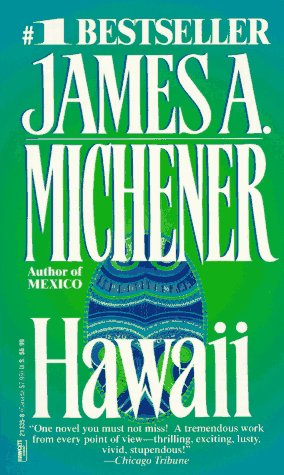 #1 BESTSELLER
JAMES A.
MICHENER
Author of
MEXICO
Hawaii
"One novel you must not miss! A tremendous work
from every point of view—thrilling, exciting, lusty,
vivid, stupendous!"
—Chicago Tribune